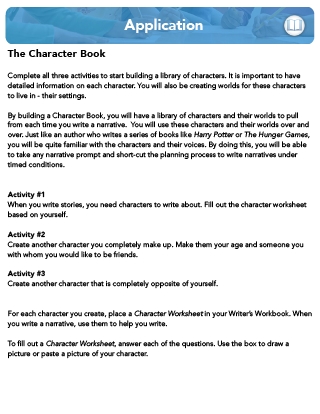 Application
The Character Book
Complete all three activities to start building a library of characters. It is important to have
detailed information on each character. You will also be creating worlds for these characters
to live in - their settings.
By building a Character Book, you will have a library of characters and their worlds to pull
from each time you write a narrative.  You will use these characters and their worlds over and
over. Just like an author who writes a series of books like Harry Potter or The Hunger Games,
you will be quite familiar with the characters and their voices. By doing this, you will be able
to take any narrative prompt and short-cut the planning process to write narratives under
timed conditions.
Activity #1
When you write stories, you need characters to write about. Fill out the character worksheet
based on yourself.
Activity #2
Create another character you completely make up. Make them your age and someone you
with whom you would like to be friends.
Activity #3
Create another character that is completely opposite of yourself.
For each character you create, place a Character Worksheet in your Writer's Workbook. When
you write a narrative, use them to help you write.
To fill out a Character Worksheet, answer each of the questions. Use the box to draw a
picture or paste a picture of your character.